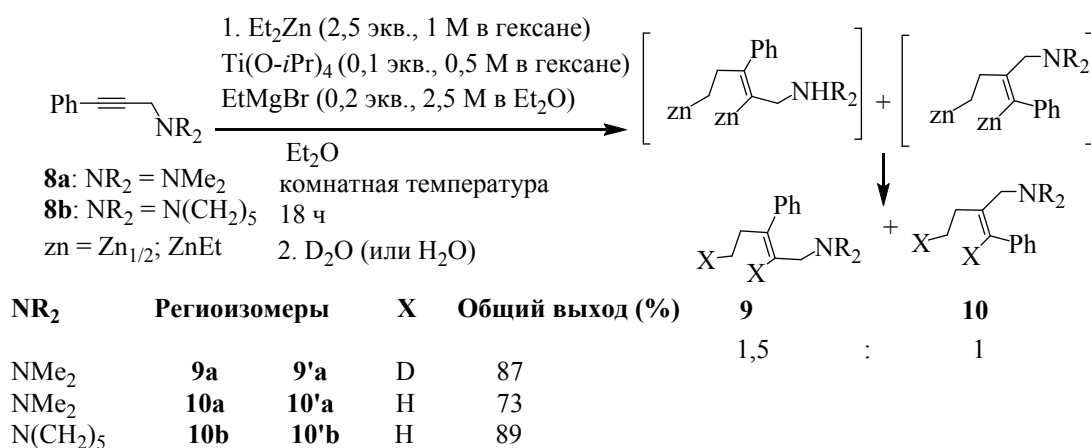 1. Et₂Zn (2,5 экв., 1 М в гексане)
Ti(O-iPr)₄ (0,1 экв., 0,5 М в гексане)
EtMgBr (0,2 экв., 2,5 М в Et₂O)
Et₂O
комнатная температура
18 ч
2. D₂O (или H₂O)
Ph
NR₂
8a: NR₂ = NMe₂
8b: NR₂ = N(CH₂)₅
zn = Zn₁/₂; ZnEt
Ph
NHR₂
zn
zn
+
NR₂
Ph
zn
zn
Ph
NR₂
X
X
+
NR₂
X
X
Ph
NR₂ Региоизомеры X Общий выход (%) 9 10
1,5 : 1
NMe₂ 9a 9'a D 87
NMe₂ 10a 10'a H 73
N(CH₂)₅ 10b 10'b H 89